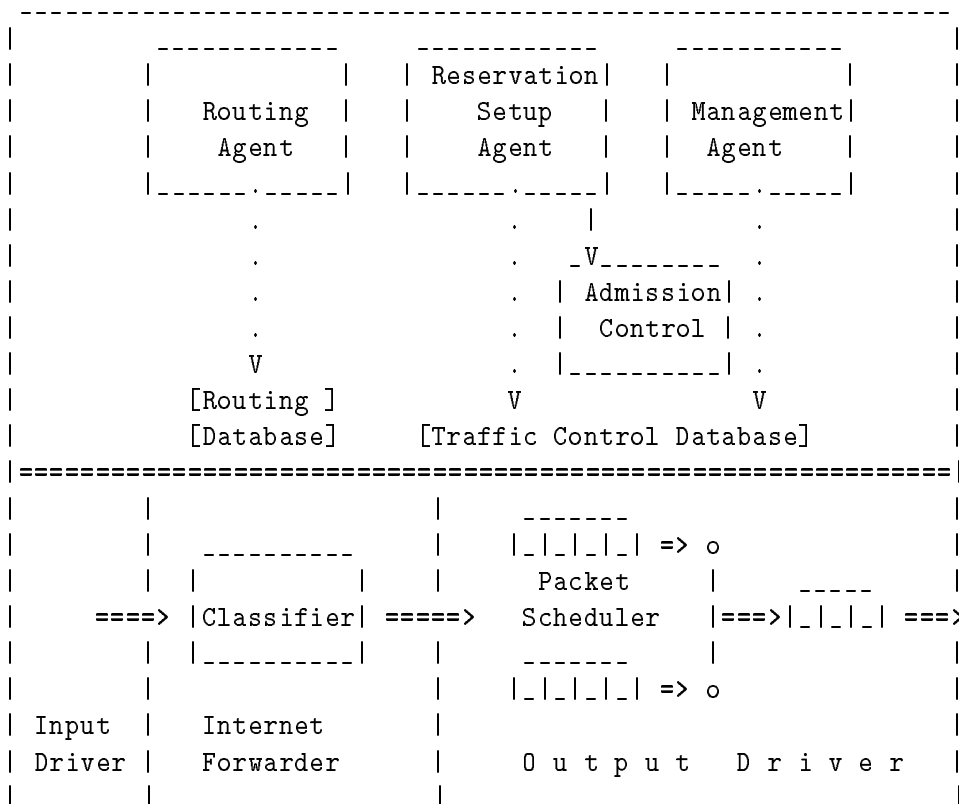 Reservation
Routing Setup Management
Agent Agent Agent
V
Admission
Control
V
[Routing ] V V
[Database] [Traffic Control Database]
=> o
Packet
====> |Classifier| =====> Scheduler |===>|_|_|_| ===>
=> o
Input Internet
Driver Forwarder O u t p u t D r i v e r